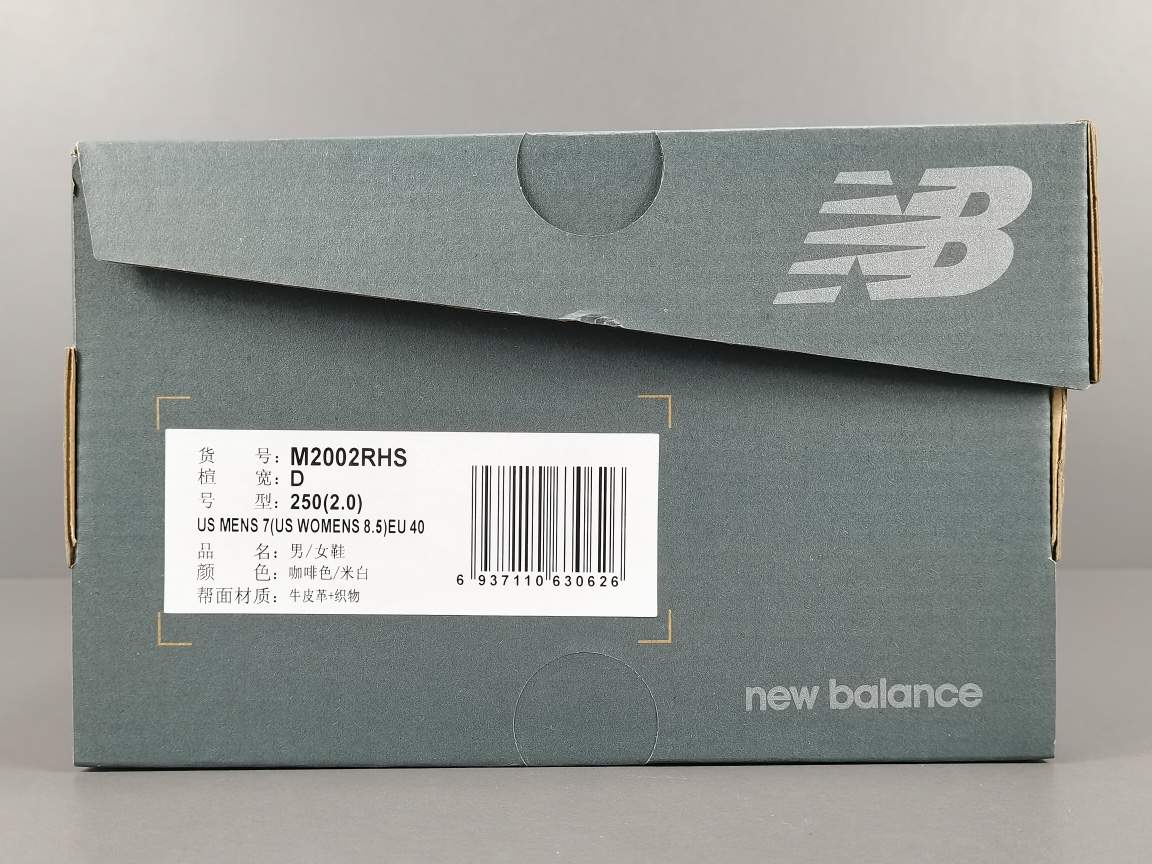 NB
货 号：M2002RHS
楦 宽：D
号 型：250(2.0)
US MENS 7(US WOMENS 8.5)EU 40
品 名：男/女鞋
颜 色：咖啡色/米白
帮面材质：牛皮革+织物
6 937110 630626
new balance